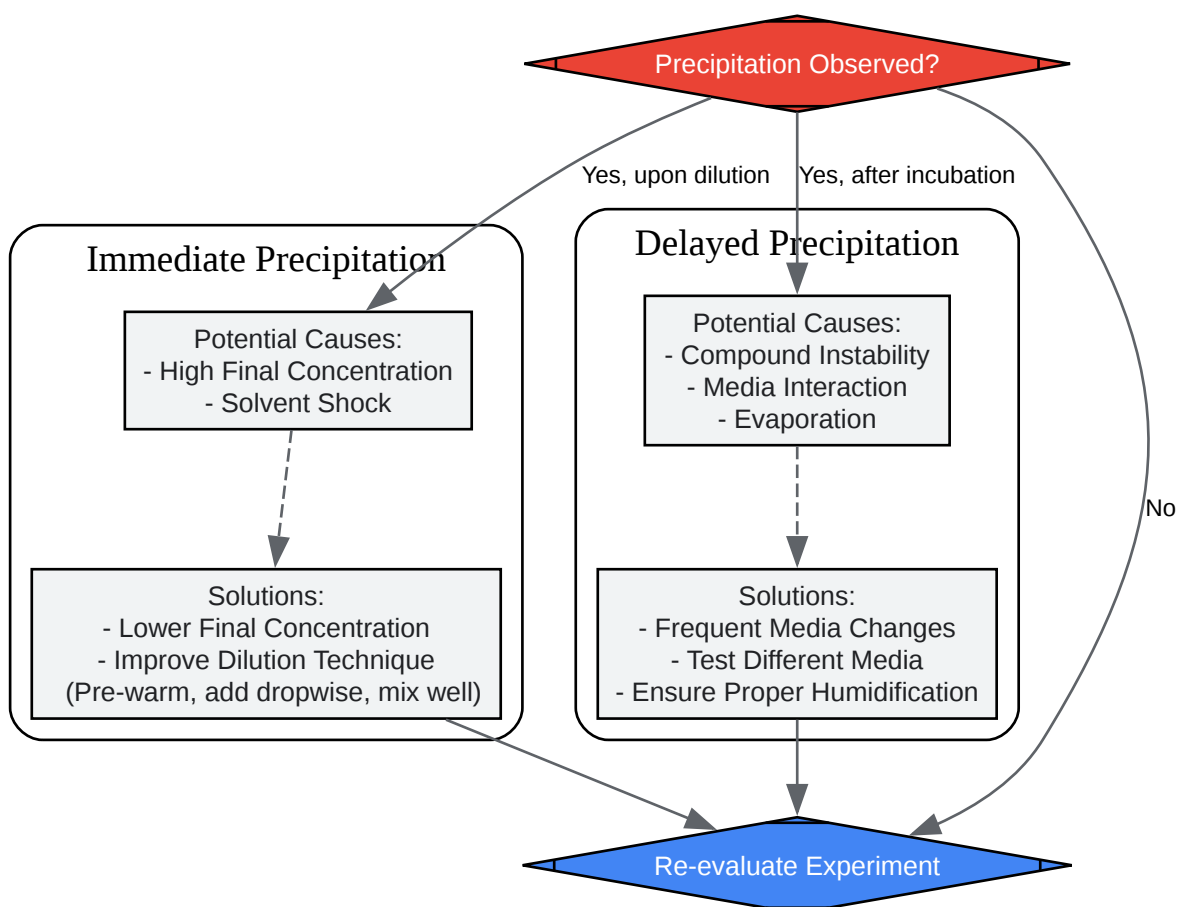 Precipitation Observed?
Yes, upon dilution
Yes, after incubation
Immediate Precipitation
Delayed Precipitation
Potential Causes:
- High Final Concentration
- Solvent Shock
Potential Causes:
- Compound Instability
- Media Interaction
- Evaporation
No
Solutions:
- Lower Final Concentration
- Improve Dilution Technique
(Pre-warm, add dropwise, mix well)
Solutions:
- Frequent Media Changes
- Test Different Media
- Ensure Proper Humidification
Re-evaluate Experiment